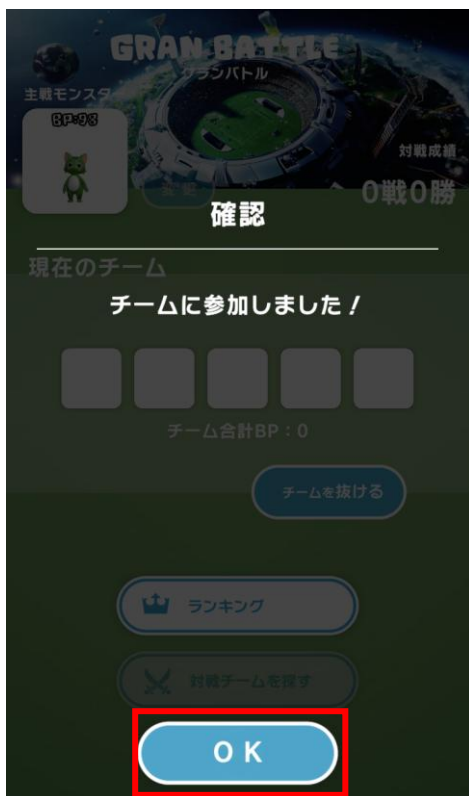 GRAN BATTLE
グランバトル
主戦モンスター
BP:98
対戦成績
変更
0戦0勝
確認
現在のチーム
チームに参加しました！
チーム合計BP：0
チームを抜ける
ランキング
対戦チームを探す
OK